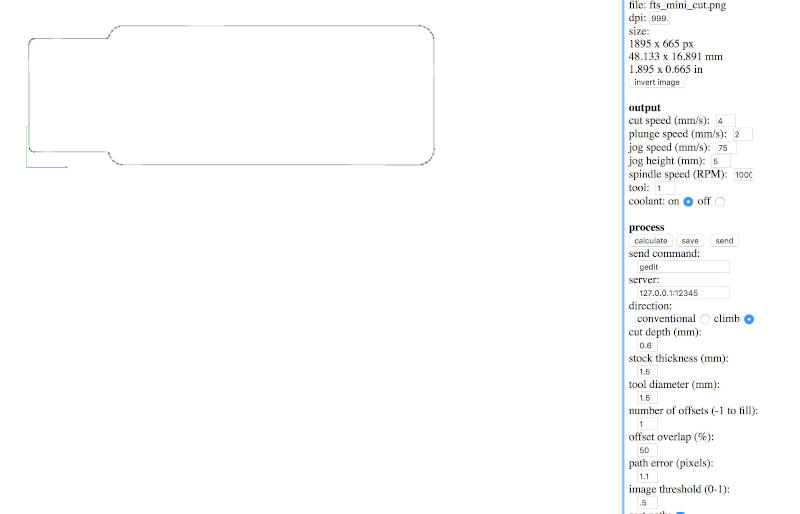 file: fts_mini_cut.png
dpi: 999.
size:
1895 x 665 px
48.133 x 16.891 mm
1.895 x 0.665 in
invert image
output
cut speed (mm/s): 4
plunge speed (mm/s): 2
jog speed (mm/s): 75
jog height (mm): 5
spindle speed (RPM):
tool: 1
coolant: on off
process
calculate save send
send command:
gedit
server:
127.0.0.1:12345
direction:
conventional climb
cut depth (mm):
0.6
stock thickness (mm):
1.5
tool diameter (mm):
1.5
number of offsets (-1 to fill):
1
offset overlap (%):
50
path error (pixels):
1.1
image threshold (0-1):
.5